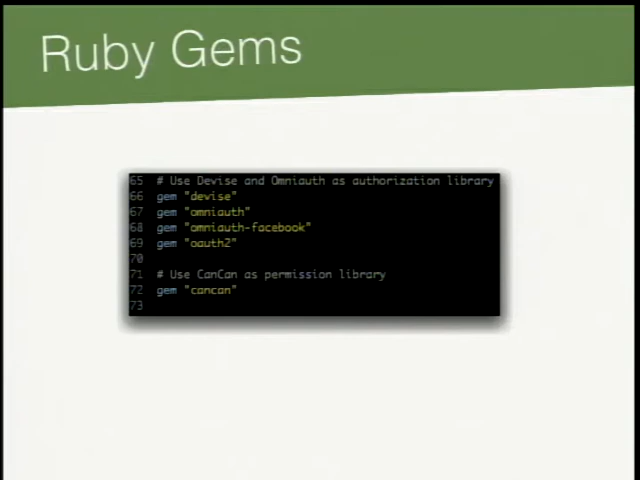 Ruby Gems
65 # Use Devise and Omniauth as authorization library
66 gem "devise"
67 gem "omniauth"
68 gem "omniauth-facebook"
69 gem "oauth2"
70
71 # Use CanCan as permission library
72 gem "cancan"
73